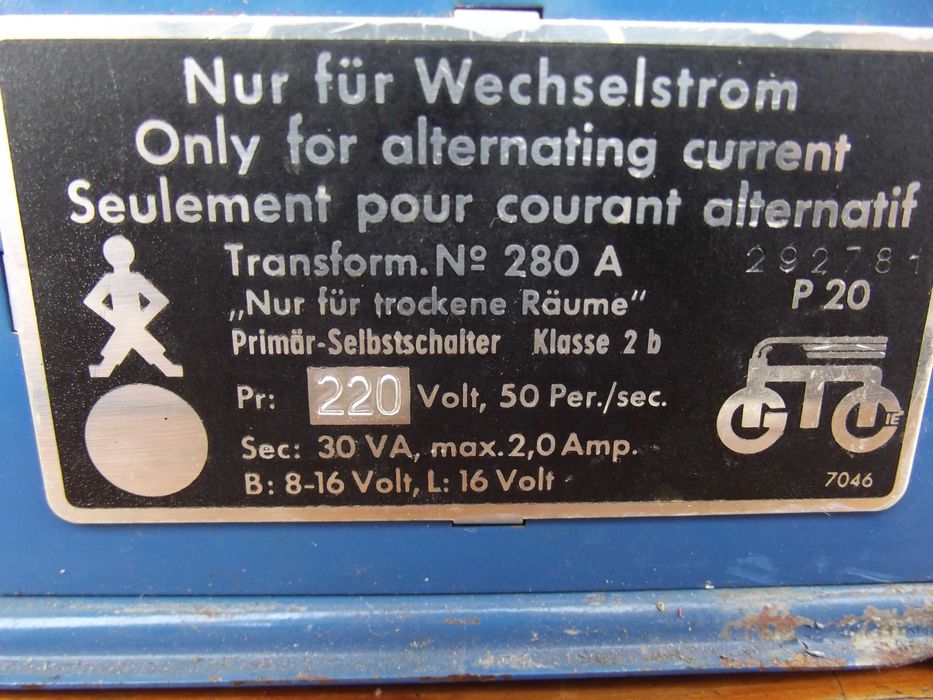 Nur für Wechselstrom
Only for alternating current
Seulement pour courant alternatif
Transform. Nº 280 A
292781
„Nur für trockene Räume“
P 20
Primär-Selbstschalter Klasse 2 b
Pr: 220 Volt, 50 Per./sec.
Sec: 30 VA, max. 2,0 Amp.
B: 8-16 Volt, L: 16 Volt
G CIE
7046